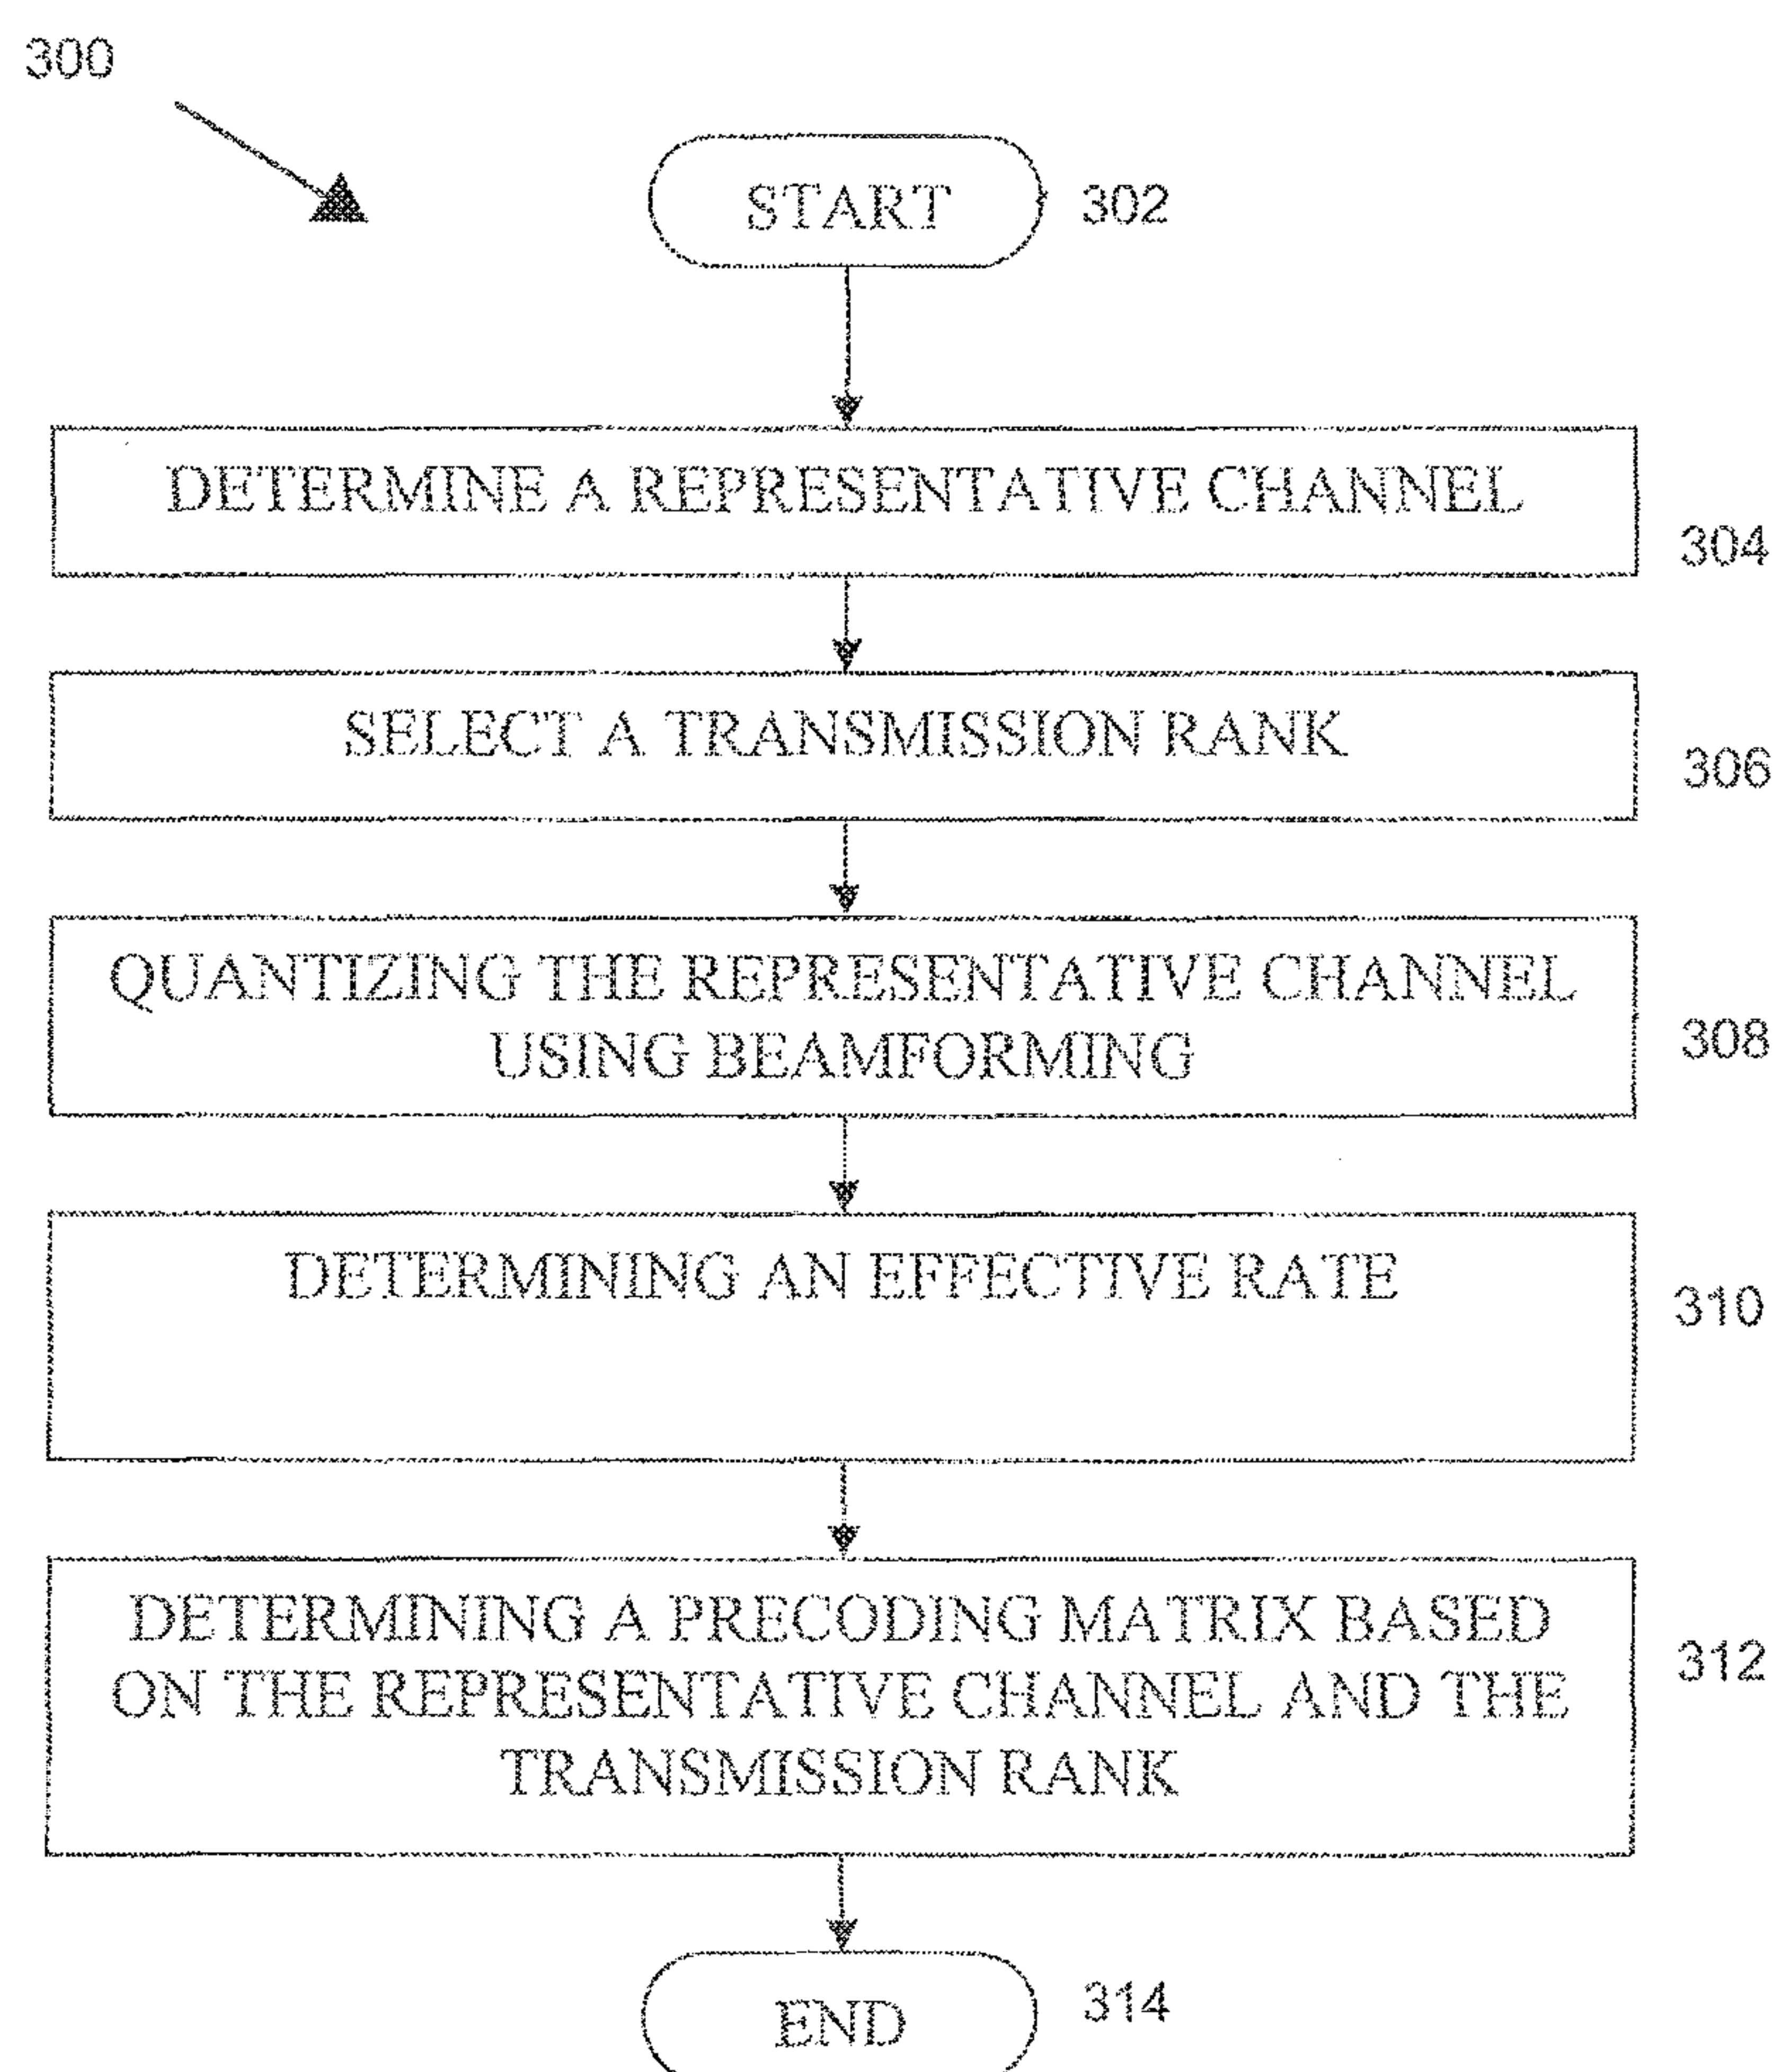 300
START
302
DETERMINE A REPRESENTATIVE CHANNEL
304
SELECT A TRANSMISSION RANK
306
QUANTIZING THE REPRESENTATIVE CHANNEL
USING BEAMFORMING
308
DETERMINING AN EFFECTIVE RATE
310
DETERMINING A PRECODING MATRIX BASED
ON THE REPRESENTATIVE CHANNEL AND THE
TRANSMISSION RANK
312
END
314